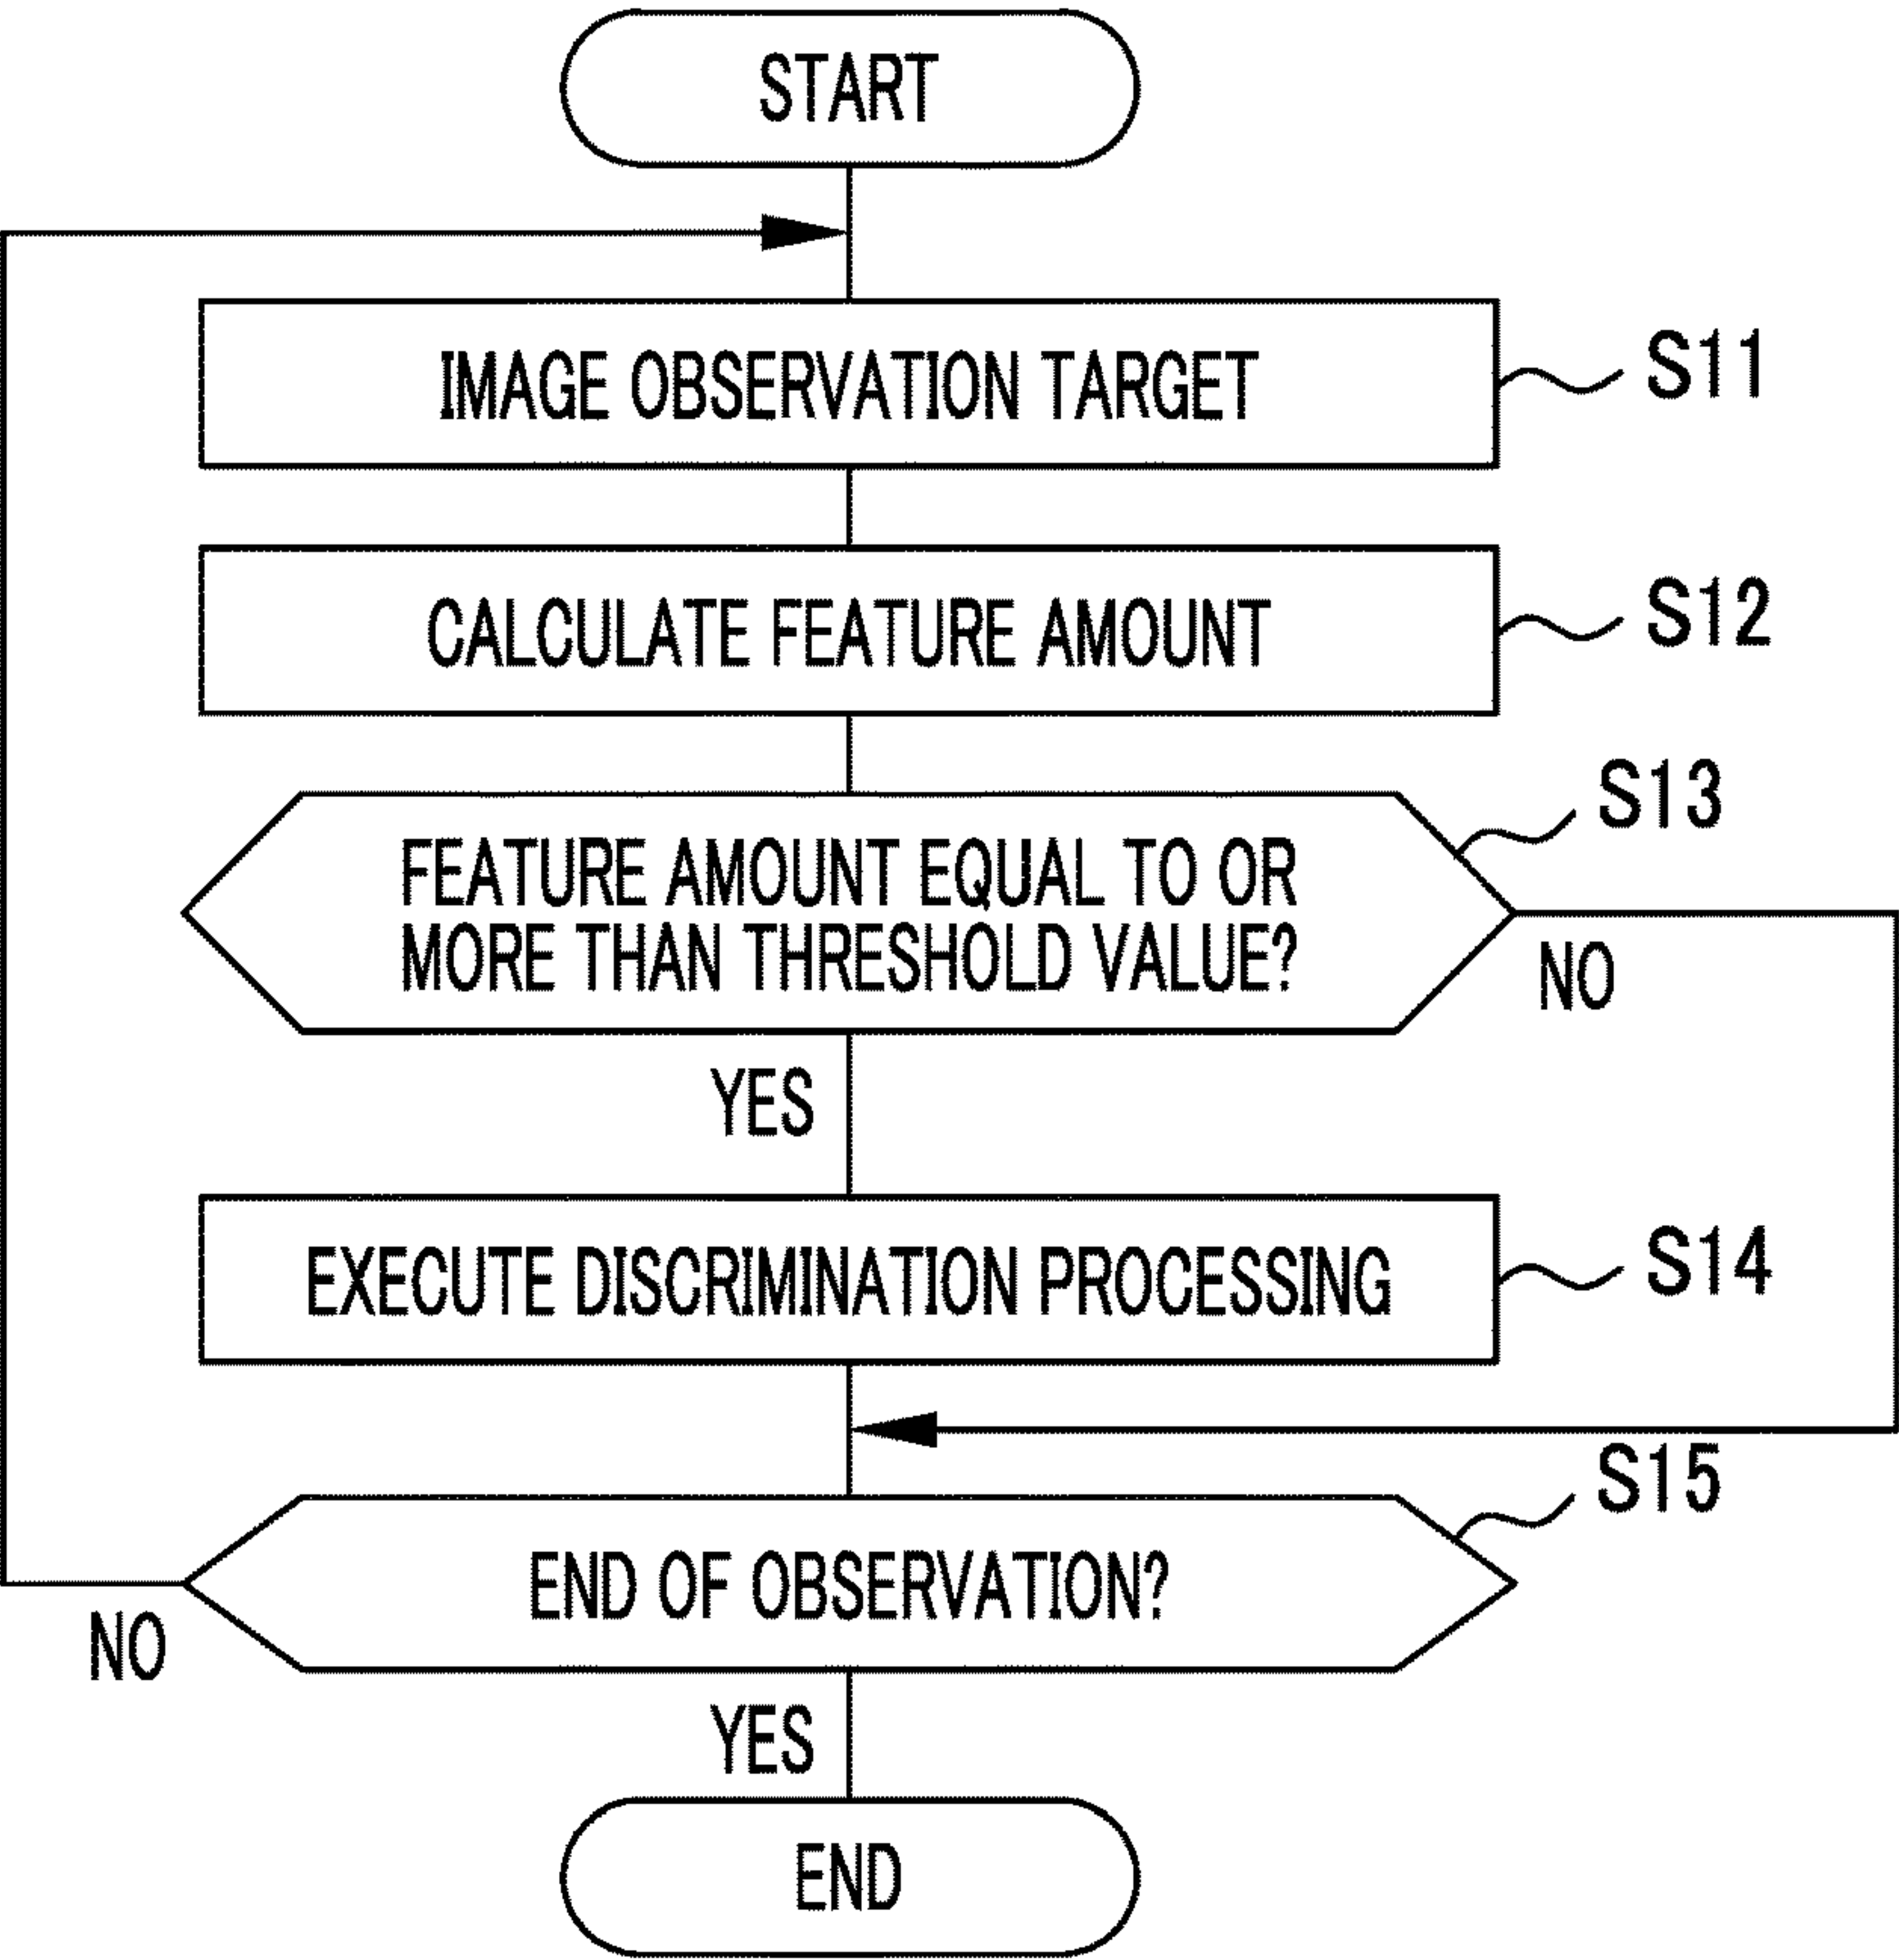 START
IMAGE OBSERVATION TARGET
S11
CALCULATE FEATURE AMOUNT
S12
S13
FEATURE AMOUNT EQUAL TO OR
MORE THAN THRESHOLD VALUE?
NO
YES
EXECUTE DISCRIMINATION PROCESSING
S14
S15
END OF OBSERVATION?
NO
YES
END